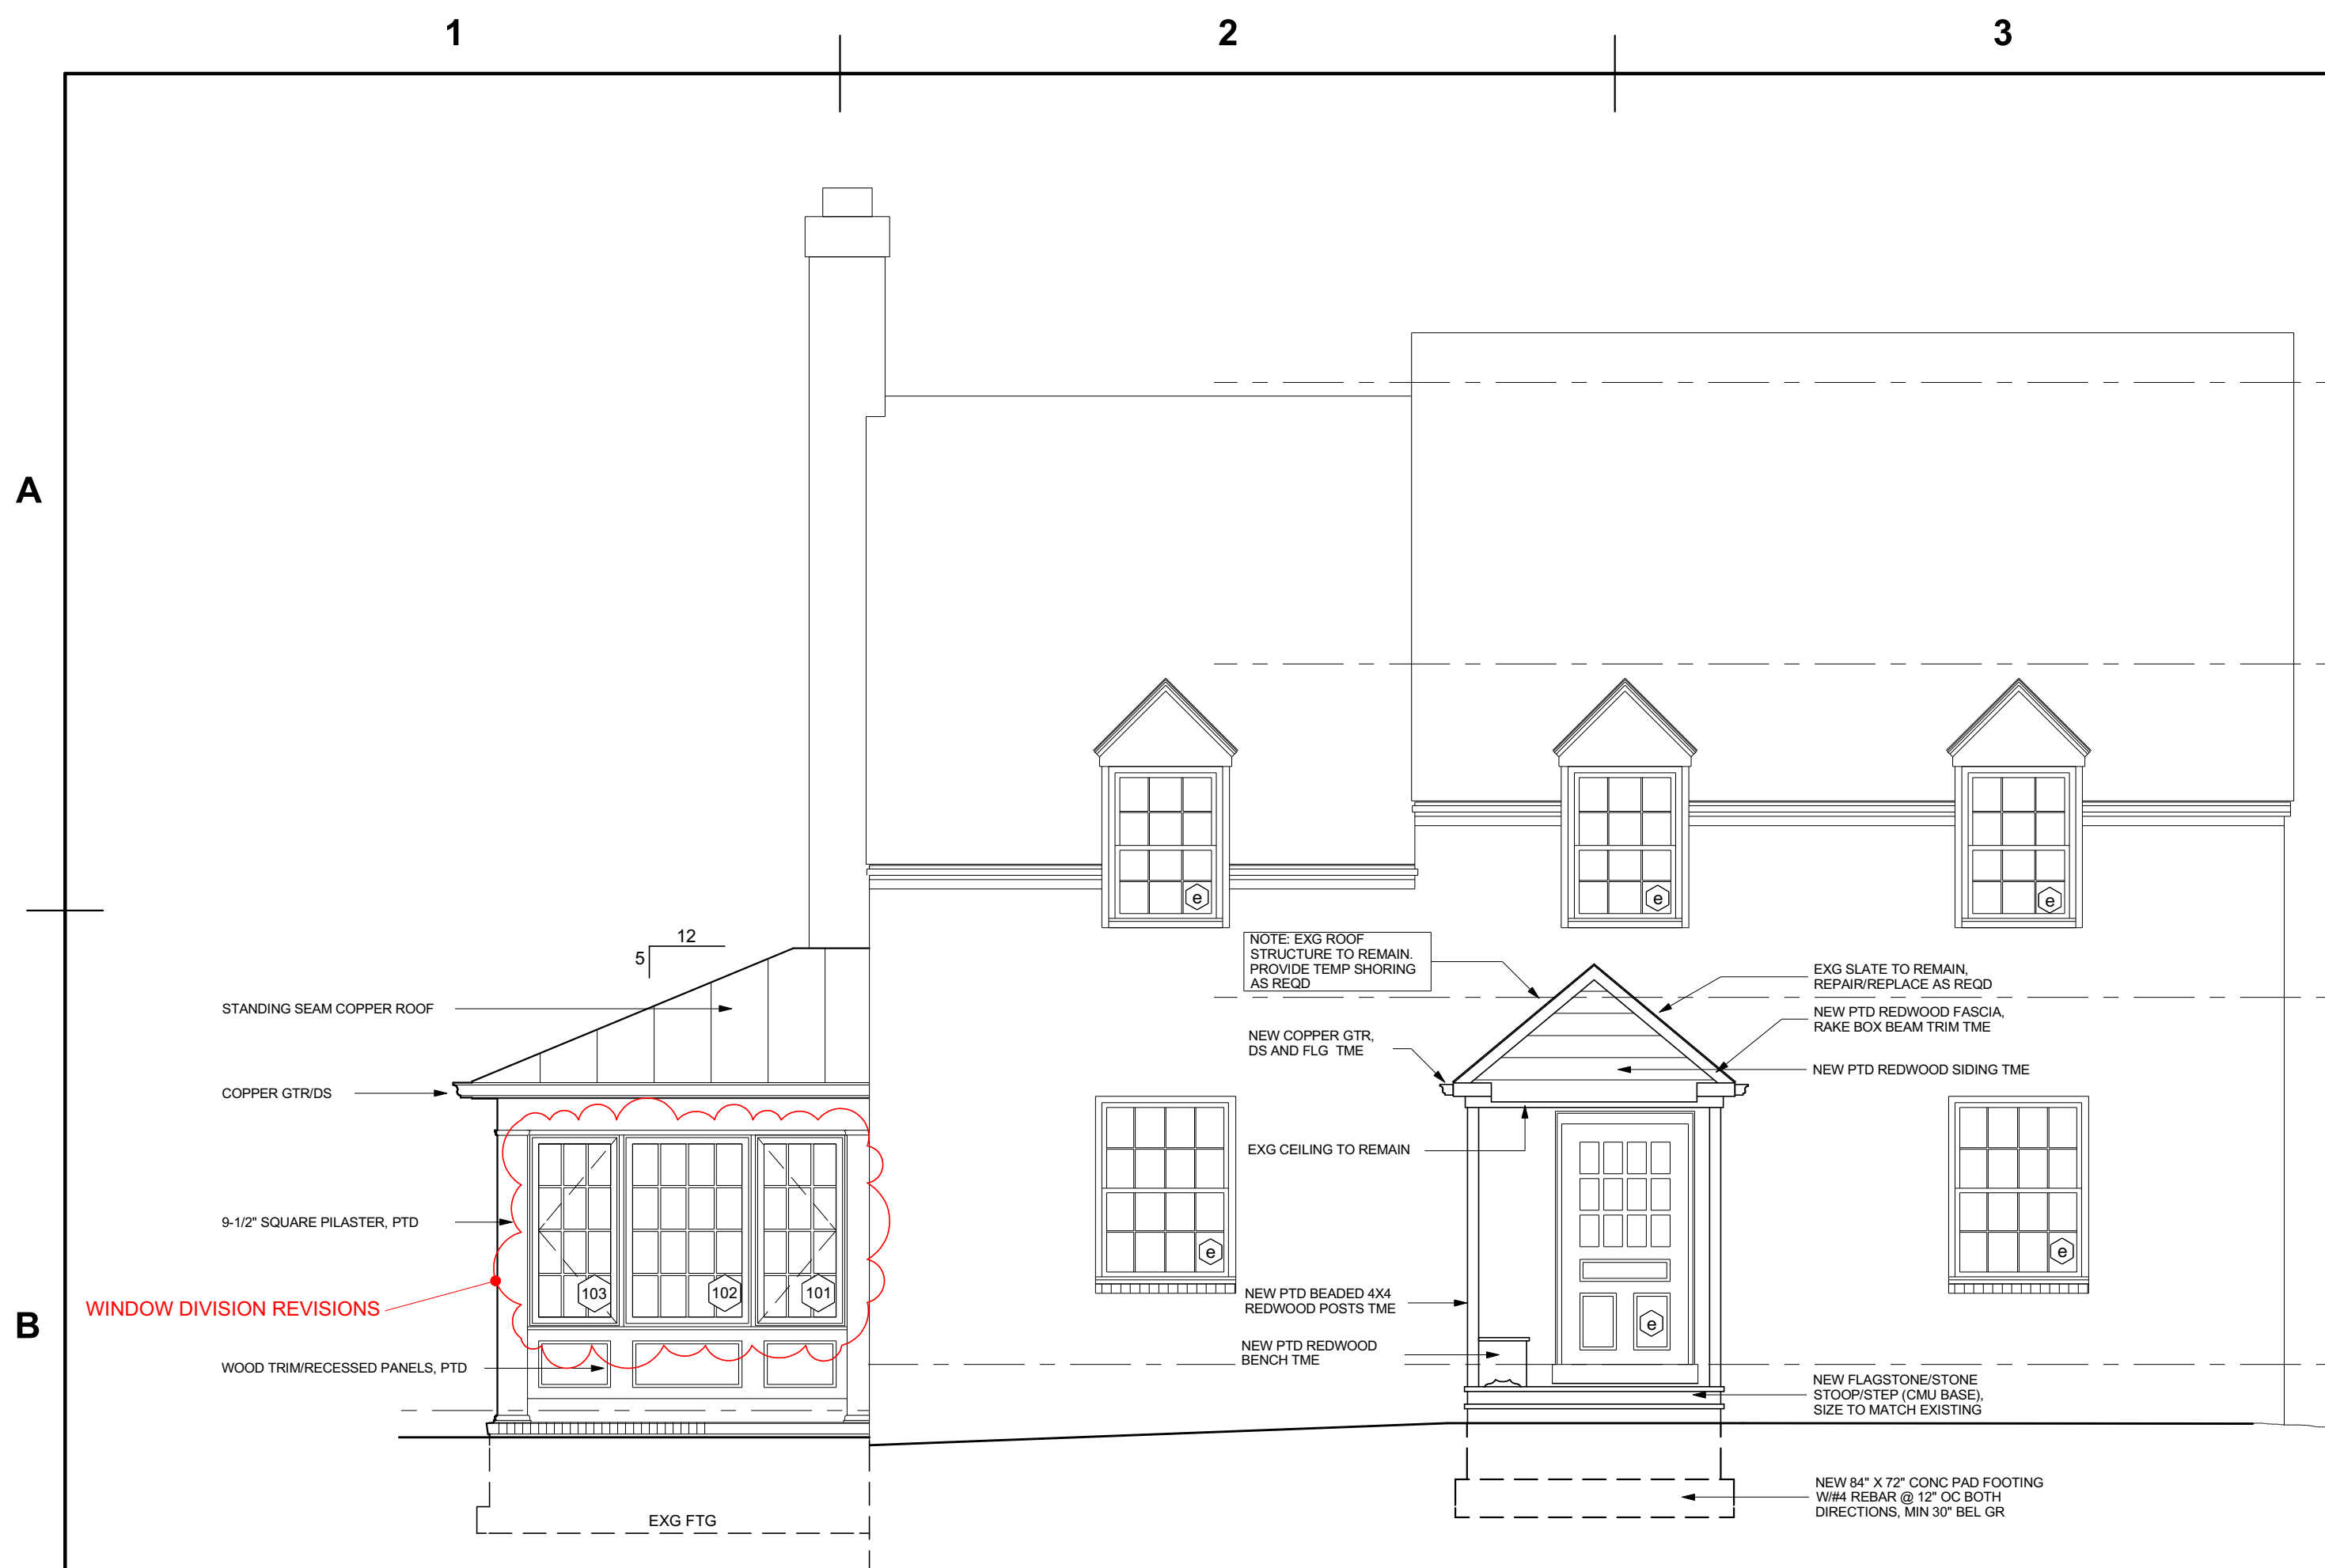 1
2
3
A
e
e
e
12
5
NOTE: EXG ROOF
STRUCTURE TO REMAIN.
PROVIDE TEMP SHORING
AS REQD
EXG SLATE TO REMAIN,
REPAIR/REPLACE AS REQD
STANDING SEAM COPPER ROOF
NEW PTD REDWOOD FASCIA,
RAKE BOX BEAM TRIM TME
NEW COPPER GTR,
DS AND FLG TME
NEW PTD REDWOOD SIDING TME
COPPER GTR/DS
EXG CEILING TO REMAIN
9-1/2" SQUARE PILASTER, PTD
e
e
103
102
101
NEW PTD BEADED 4X4
REDWOOD POSTS TME
WINDOW DIVISION REVISIONS
B
e
NEW PTD REDWOOD
BENCH TME
WOOD TRIM/RECESSED PANELS, PTD
NEW FLAGSTONE/STONE
STOOP/STEP (CMU BASE),
SIZE TO MATCH EXISTING
NEW 84" X 72" CONC PAD FOOTING
W/#4 REBAR @ 12" OC BOTH
DIRECTIONS, MIN 30" BEL GR
EXG FTG